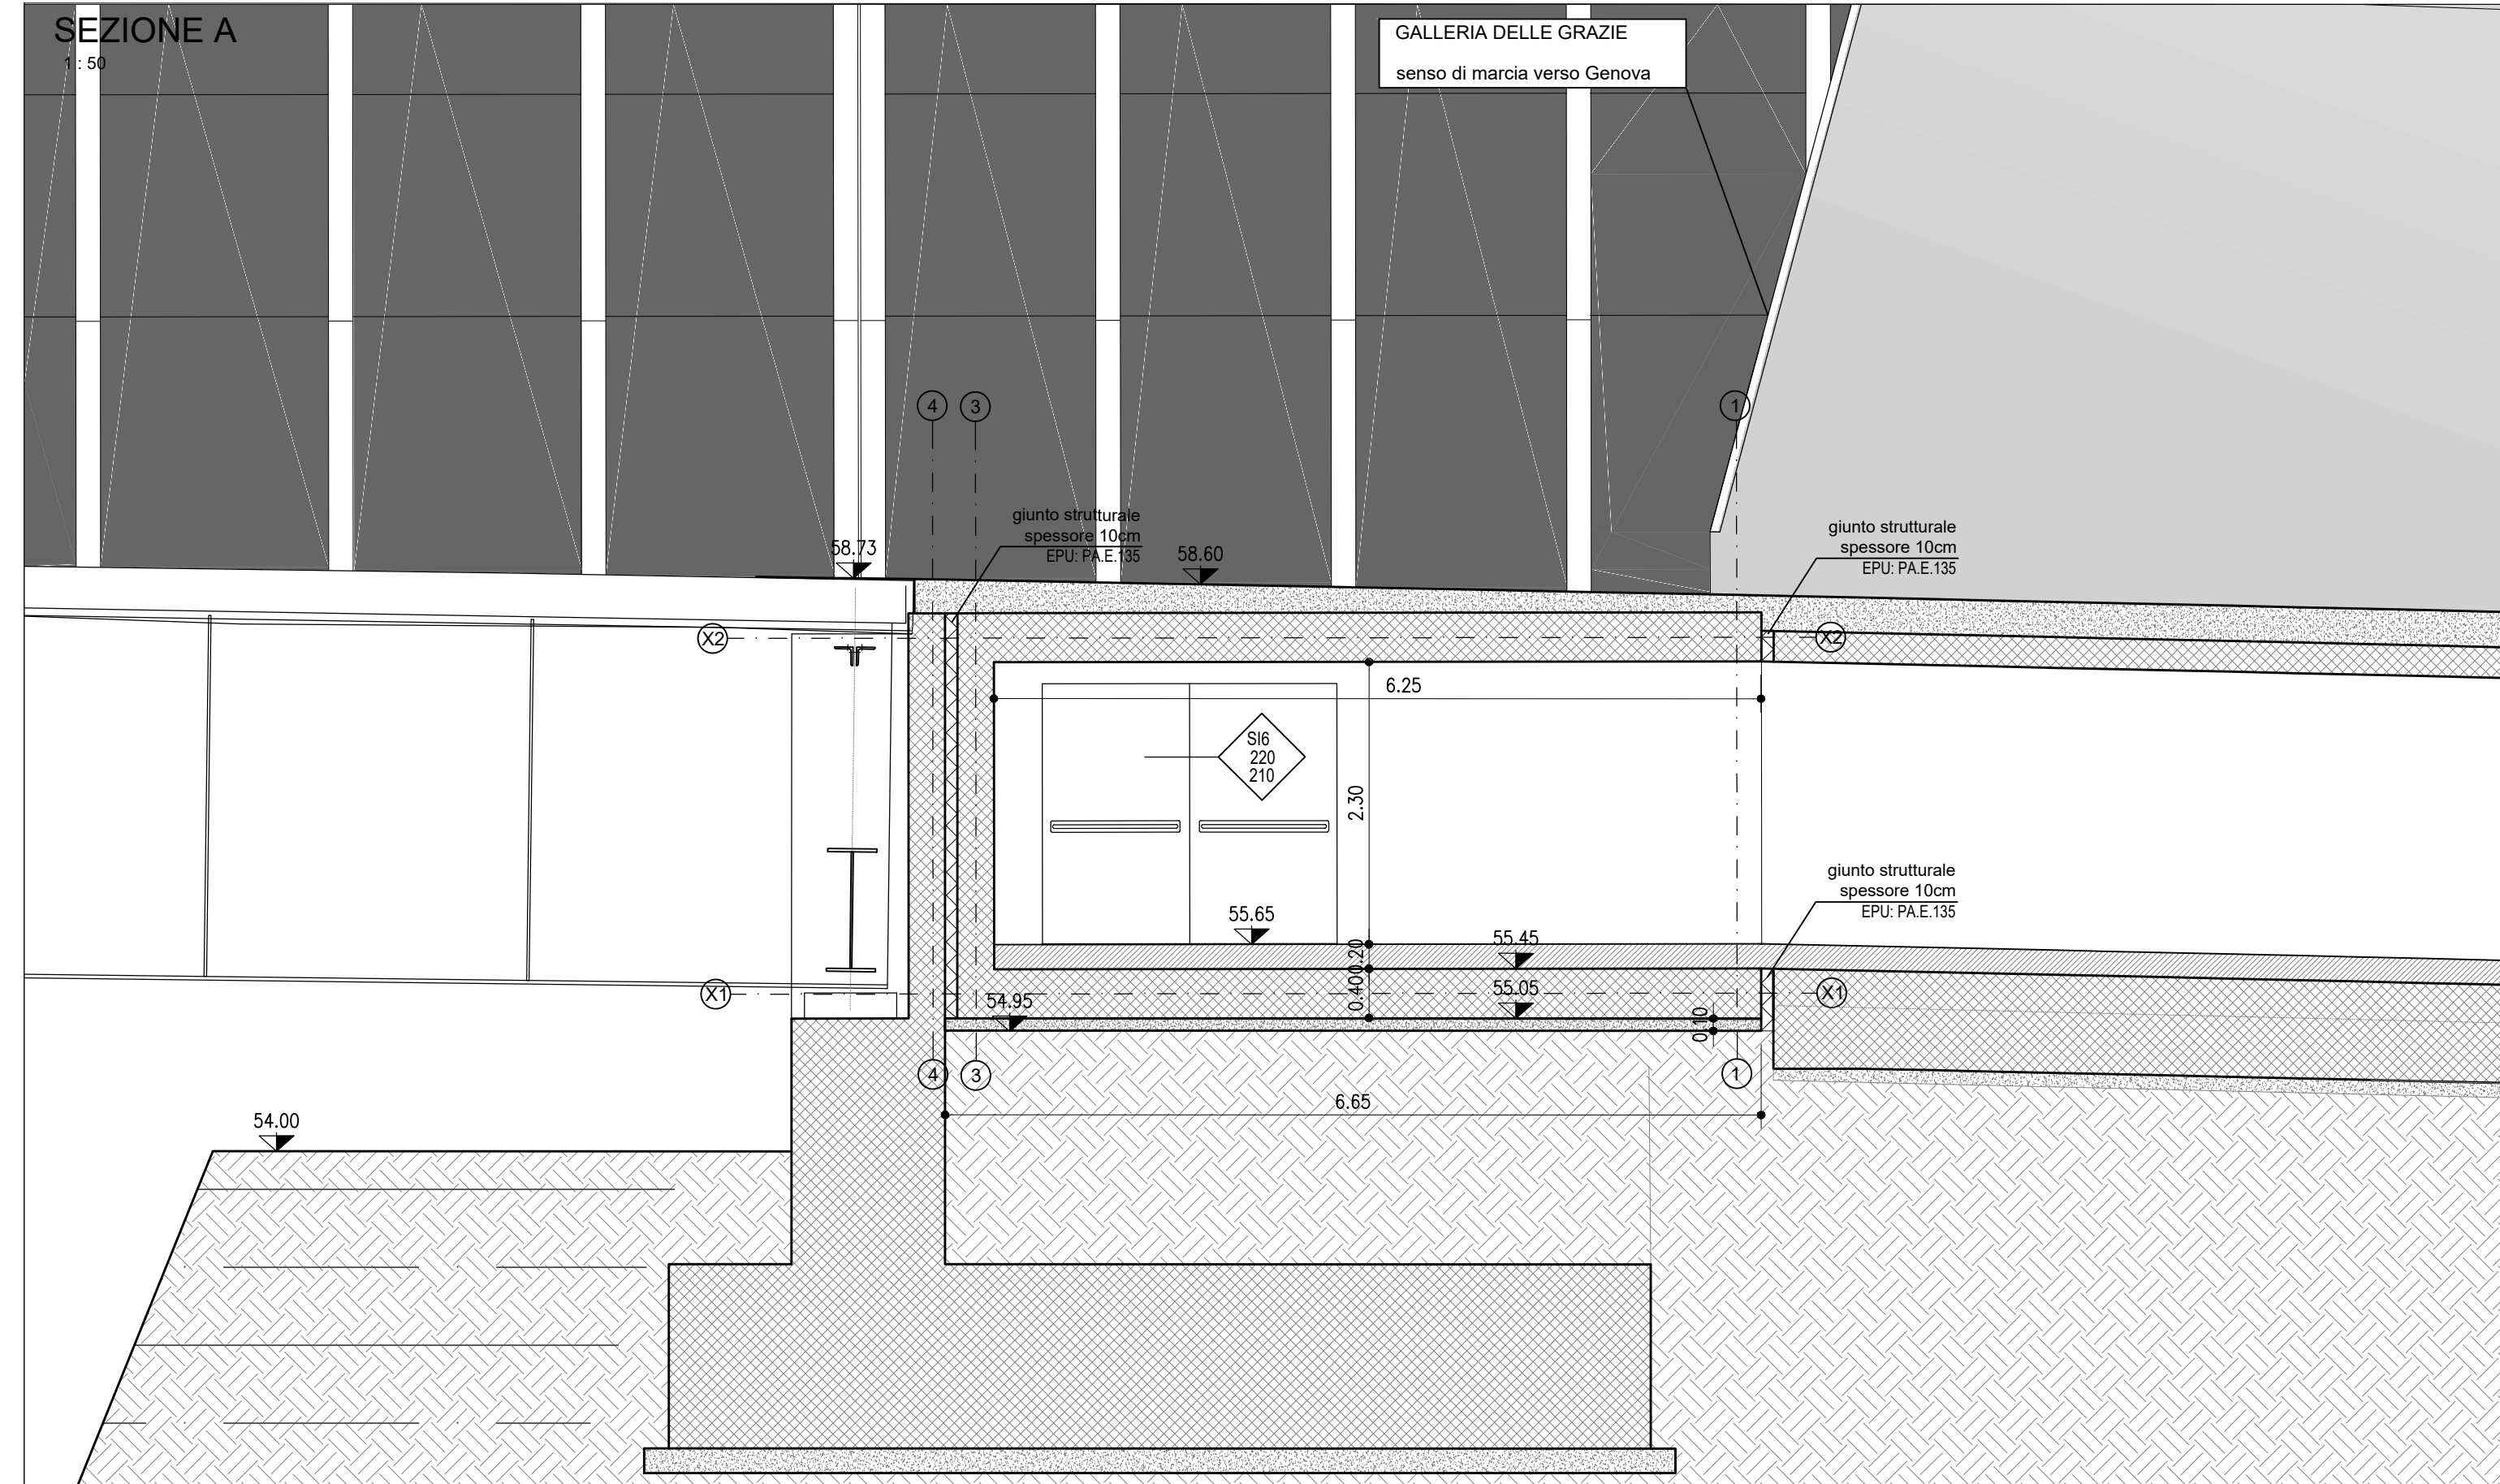 SEZIONE A
1 : 50
GALLERIA DELLE GRAZIE
senso di marcia verso Genova
4
3
1
giunto strutturale
spessore 10cm
EPU: PA.E.135
giunto strutturale
spessore 10cm
EPU: PA.E.135
58.73
58.60
X2
X2
6.25
SI6
220
210
2.30
giunto strutturale
spessore 10cm
EPU: PA.E.135
55.65
55.45
0.20
0.40
X1
54.95
55.05
X1
0.10
4
3
1
6.65
54.00